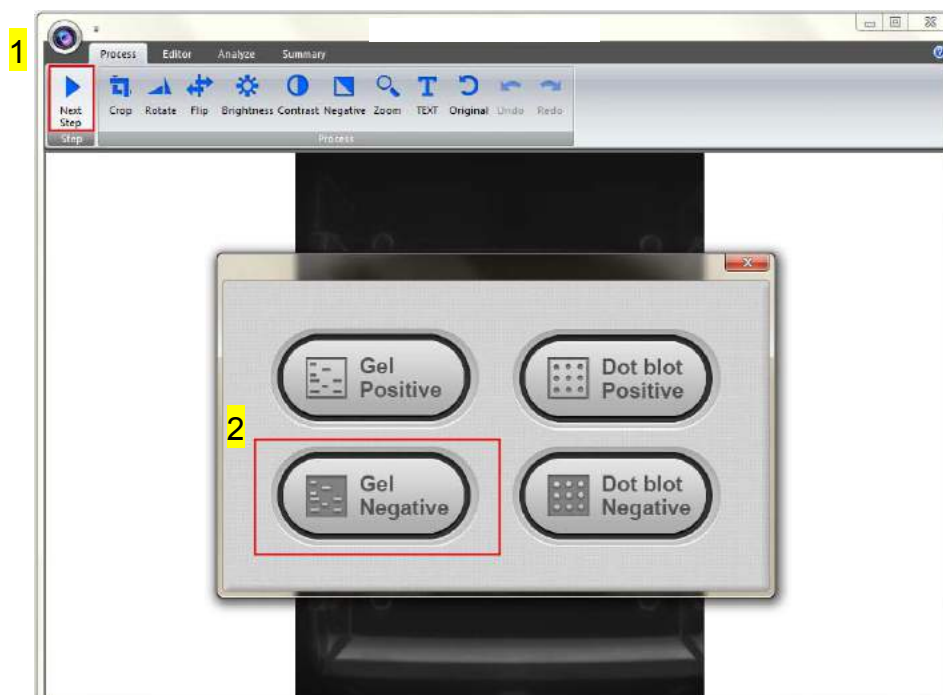 1
Process Editor Analyze Summary
Next Step
Crop Rotate Flip Brightness Contrast Negative Zoom TEXT Original Undo Redo
Step
Process
Gel
Positive
Dot blot
Positive
2
Gel
Negative
Dot blot
Negative